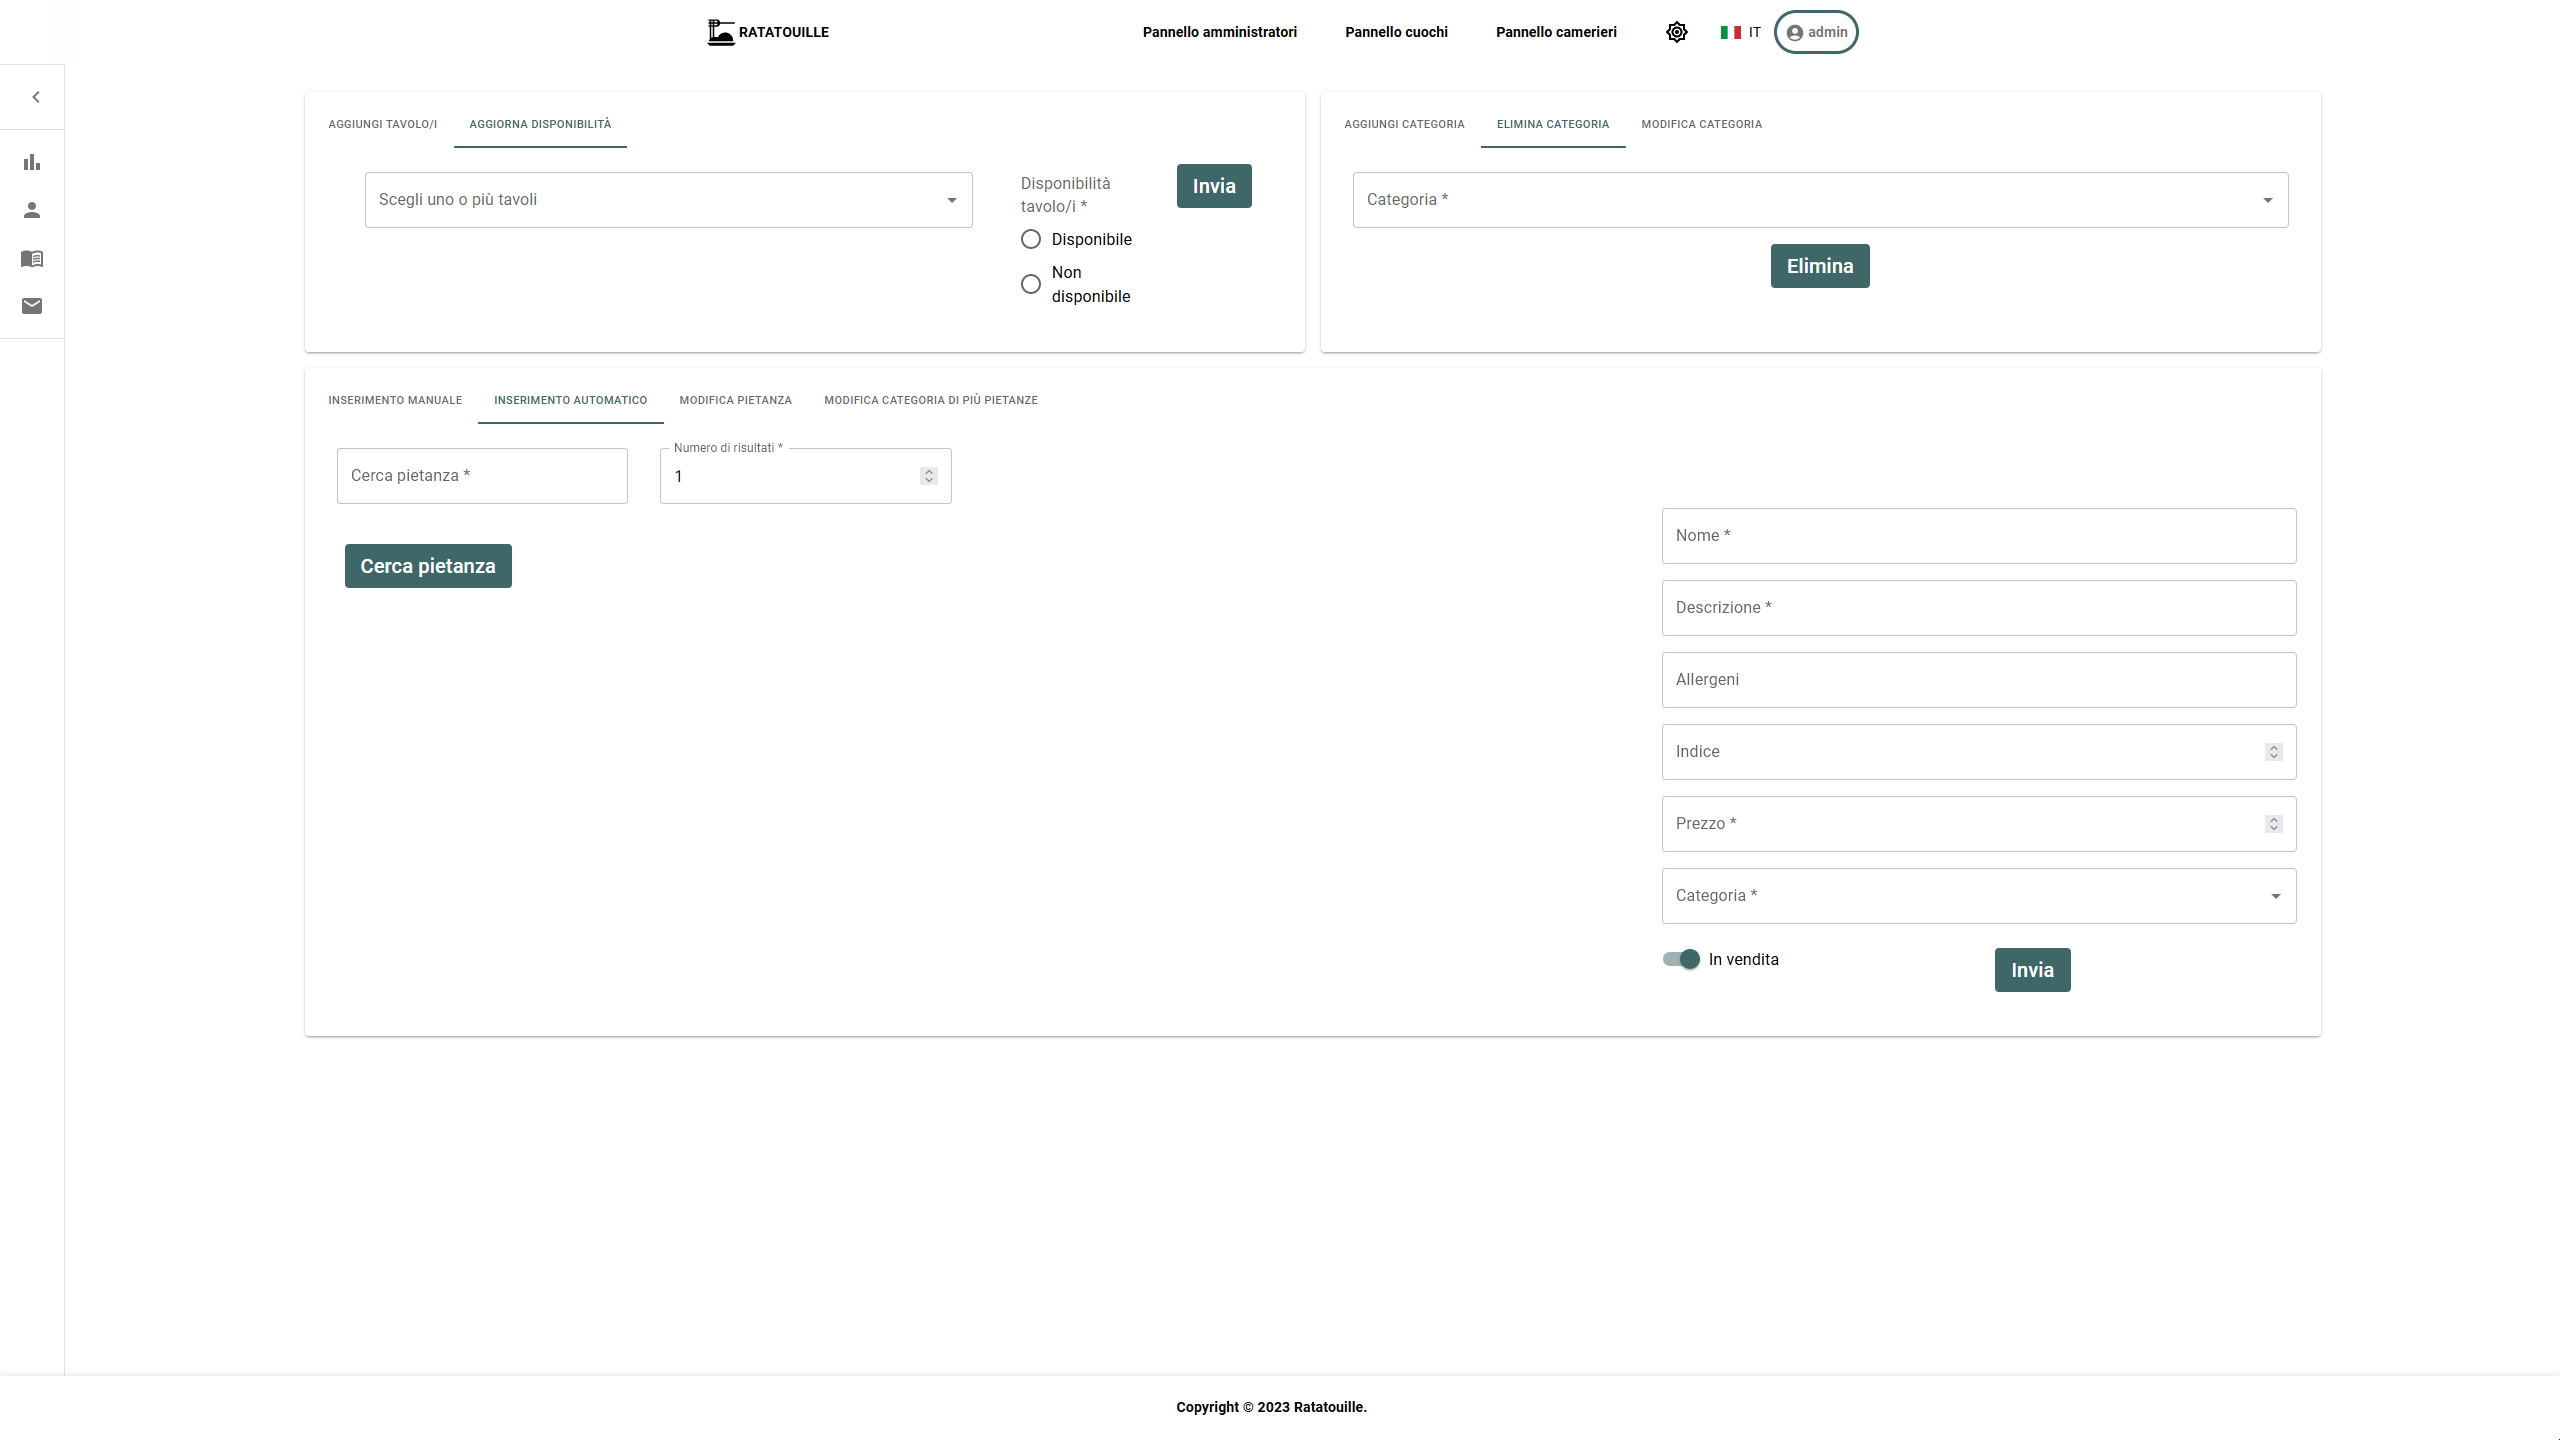 RATATOUILLE
Pannello amministratori
Pannello cuochi
Pannello camerieri
IT
admin
AGGIUNGI TAVOLO/I
AGGIORNA DISPONIBILITÀ
Scegli uno o più tavoli
Disponibilità
tavolo/i *
Disponibile
Non
disponibile
Invia
AGGIUNGI CATEGORIA
ELIMINA CATEGORIA
MODIFICA CATEGORIA
Categoria *
Elimina
INSERIMENTO MANUALE
INSERIMENTO AUTOMATICO
MODIFICA PIETANZA
MODIFICA CATEGORIA DI PIÙ PIETANZE
Cerca pietanza *
Numero di risultati *
1
Cerca pietanza
Nome *
Descrizione *
Allergeni
Indice
Prezzo *
Categoria *
In vendita
Invia
Copyright © 2023 Ratatouille.